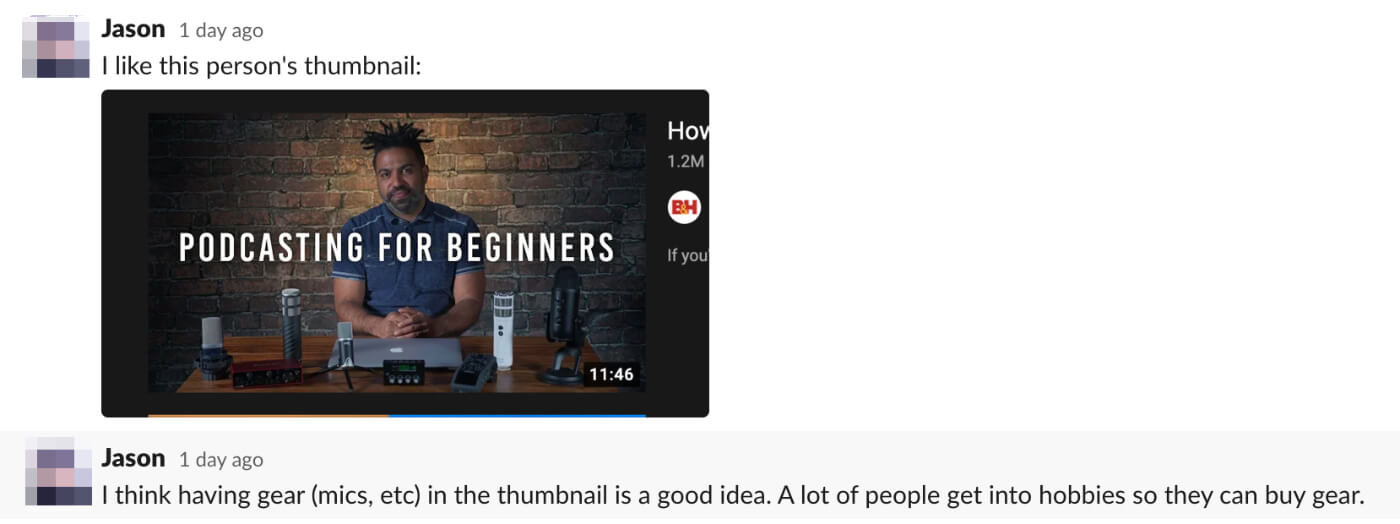 Jason 1 day ago
I like this person's thumbnail:
How
1.2M
B&H
PODCASTING FOR BEGINNERS
If you'
11:46
Jason 1 day ago
I think having gear (mics, etc) in the thumbnail is a good idea. A lot of people get into hobbies so they can buy gear.